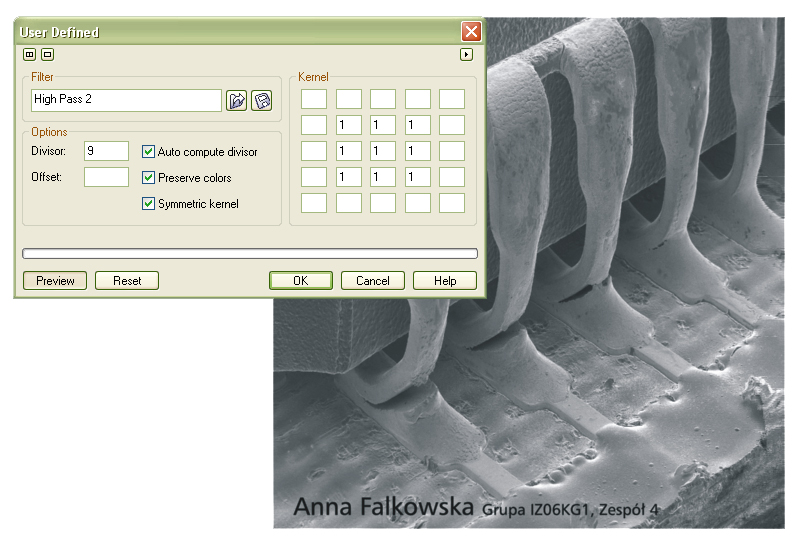 User Defined
Filter
High Pass 2
Options
Divisor: 9
Auto compute divisor
Offset:
Preserve colors
Symmetric kernel
Kernel
1 1 1
1 1 1
1 1 1
Preview Reset OK Cancel Help
Anna Falkowska Grupa IZ06KG1, Zespół 4